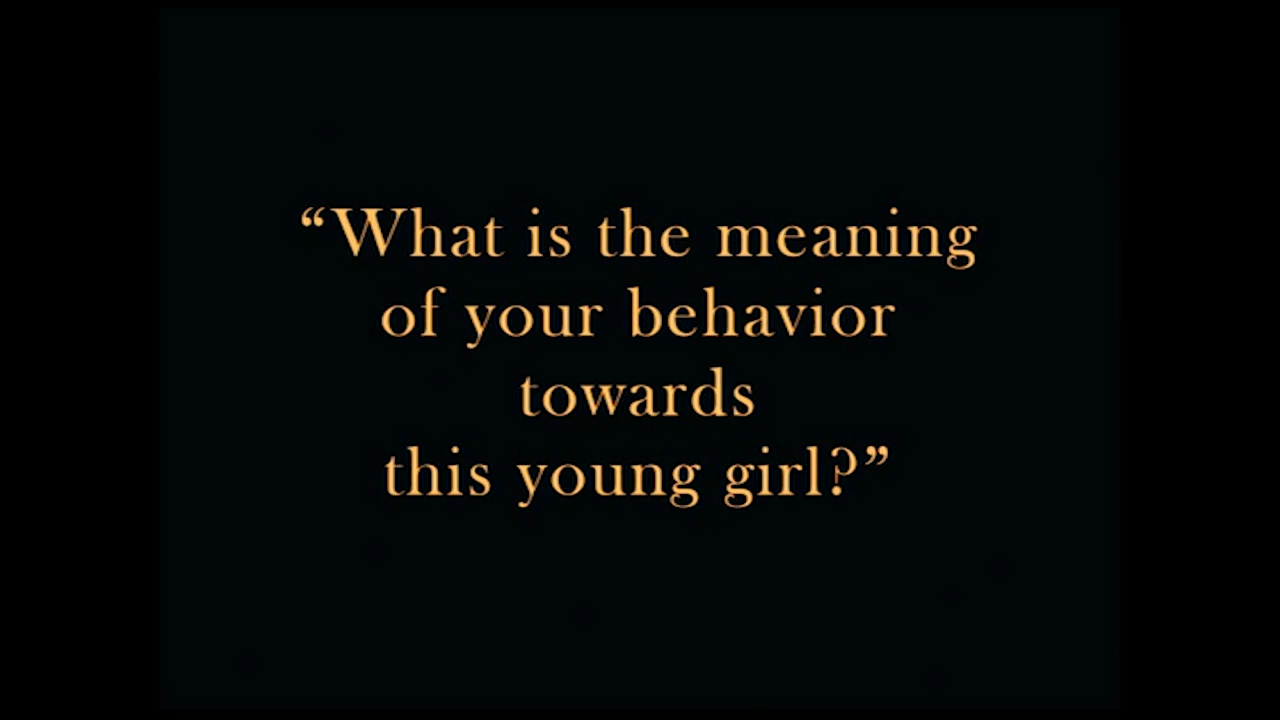 “What is the meaning
of your behavior
towards
this young girl?”